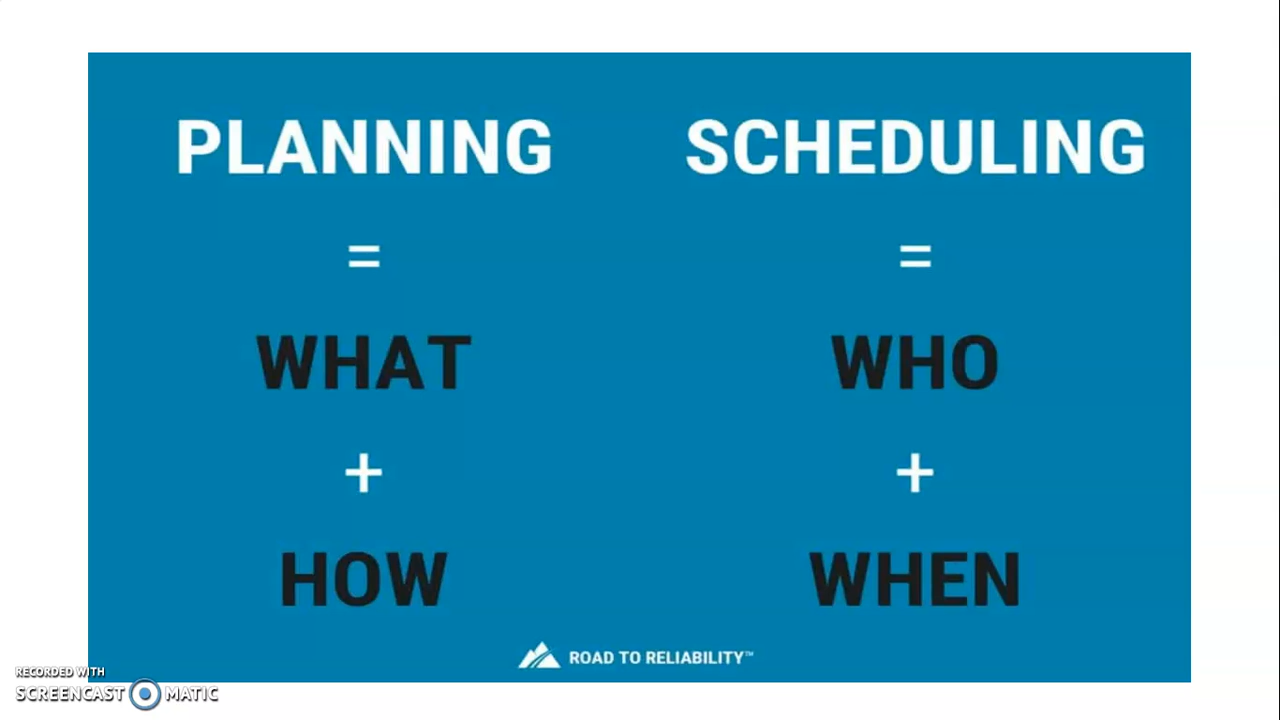 PLANNING
=
WHAT
+
HOW
SCHEDULING
=
WHO
+
WHEN
ROAD TO RELIABILITY™
RECORDED WITH
SCREENCAST MATIC